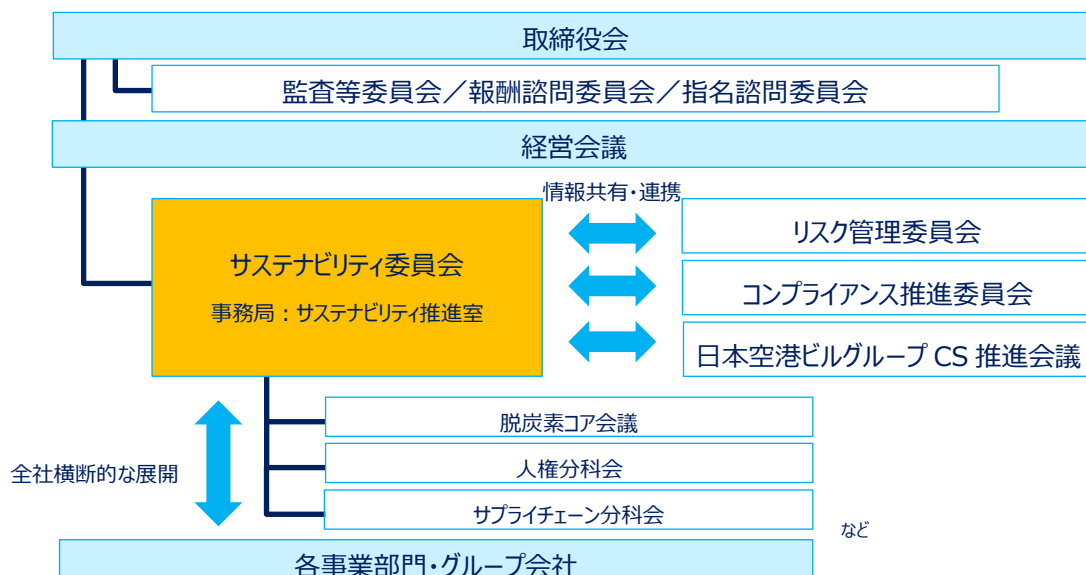 取締役会
監査等委員会／報酬諮問委員会／指名諮問委員会
経営会議
情報共有・連携
サステナビリティ委員会
事務局：サステナビリティ推進室
リスク管理委員会
コンプライアンス推進委員会
日本空港ビルグループ CS 推進会議
全社横断的な展開
脱炭素コア会議
人権分科会
サプライチェーン分科会
など
各事業部門・グループ会社